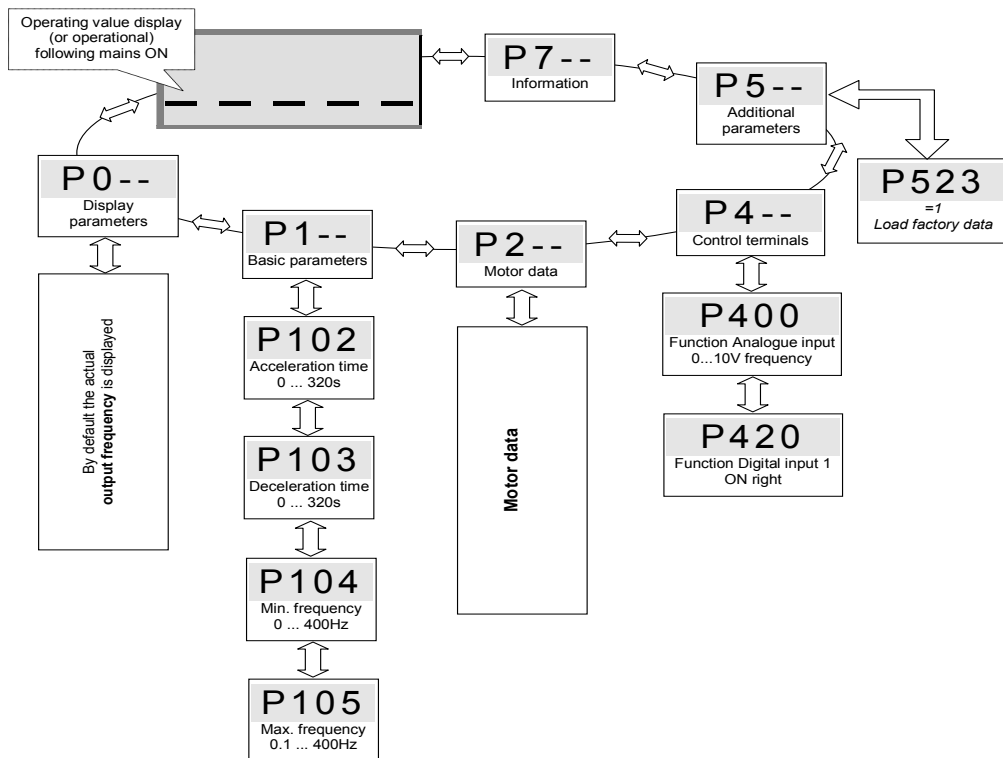 Operating value display
(or operational)
following mains ON
P7--
Information
P5--
Additional
parameters
P523
=1
Load factory data
P0--
Display
parameters
By default the actual
output frequency is displayed
P1--
Basic parameters
P102
Acceleration time
0 ... 320s
P103
Deceleration time
0 ... 320s
P104
Min. frequency
0 ... 400Hz
P105
Max. frequency
0.1 ... 400Hz
P2--
Motor data
Motor data
P4--
Control terminals
P400
Function Analogue input
0...10V frequency
P420
Function Digital input 1
ON right